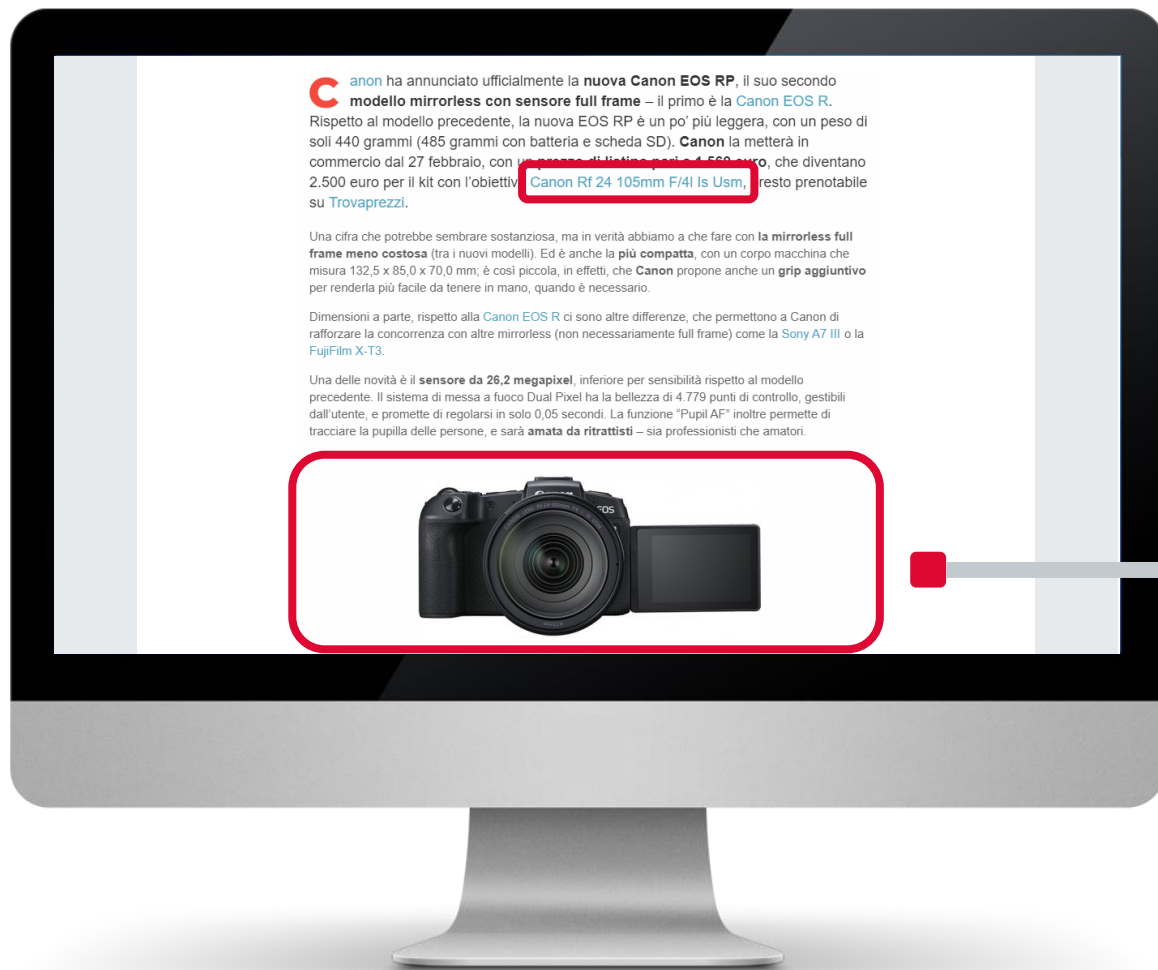 Canon ha annunciato ufficialmente la nuova Canon EOS RP, il suo secondo
modello mirrorless con sensore full frame – il primo è la Canon EOS R.
Rispetto al modello precedente, la nuova EOS RP è un po' più leggera, con un peso di
soli 440 grammi (485 grammi con batteria e scheda SD). Canon la metterà in
commercio dal 27 febbraio, con un prezzo di listino pari a 1.560 euro, che diventano
2.500 euro per il kit con l'obiettiv Canon Rf 24 105mm F/4l Is Usm, resto prenotabile
su Trovaprezzi.
Una cifra che potrebbe sembrare sostanziosa, ma in verità abbiamo a che fare con la mirrorless full
frame meno costosa (tra i nuovi modelli). Ed è anche la più compatta, con un corpo macchina che
misura 132,5 x 85,0 x 70,0 mm; è così piccola, in effetti, che Canon propone anche un grip aggiuntivo
per renderla più facile da tenere in mano, quando è necessario.
Dimensioni a parte, rispetto alla Canon EOS R ci sono altre differenze, che permettono a Canon di
rafforzare la concorrenza con altre mirrorless (non necessariamente full frame) come la Sony A7 III o la
FujiFilm X-T3.
Una delle novità è il sensore da 26,2 megapixel, inferiore per sensibilità rispetto al modello
precedente. Il sistema di messa a fuoco Dual Pixel ha la bellezza di 4.779 punti di controllo, gestibili
dall'utente, e promette di regolarsi in solo 0,05 secondi. La funzione "Pupil AF" inoltre permette di
tracciare la pupilla delle persone, e sarà amata da ritrattisti – sia professionisti che amatori.
EOS